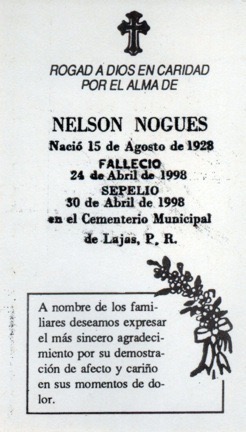 ROGAD A DIOS EN CARIDAD
POR EL ALMA DE
NELSON NOGUES
Nació 15 de Agosto de 1928
FALLECIO
24 de Abril de 1998
SEPELIO
30 de Abril de 1998
en el Cementerio Municipal
de Lajas, P. R.
A nombre de los fami-
liares deseamos expresar
el más sincero agradeci-
miento por su demostra-
ción de afecto y cariño
en sus momentos de do-
lor.